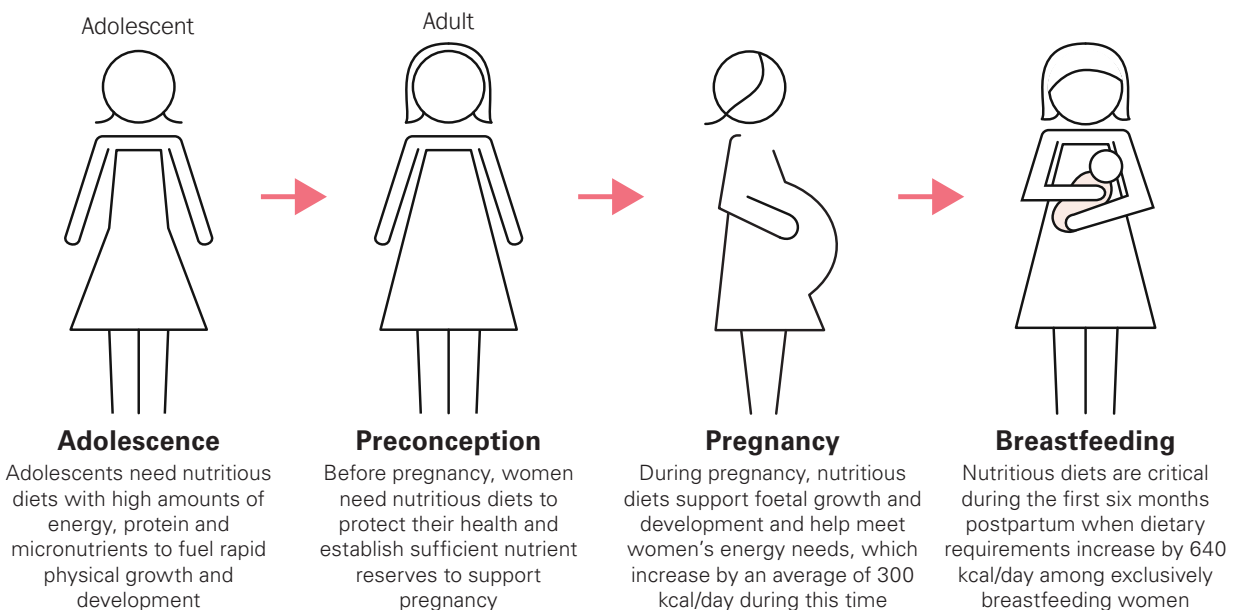 Adolescent
Adult
Adolescence
Adolescents need nutritious
diets with high amounts of
energy, protein and
micronutrients to fuel rapid
physical growth and
development
Preconception
Before pregnancy, women
need nutritious diets to
protect their health and
establish sufficient nutrient
reserves to support
pregnancy
Pregnancy
During pregnancy, nutritious
diets support foetal growth and
development and help meet
women's energy needs, which
increase by an average of 300
kcal/day during this time
Breastfeeding
Nutritious diets are critical
during the first six months
postpartum when dietary
requirements increase by 640
kcal/day among exclusively
breastfeeding women